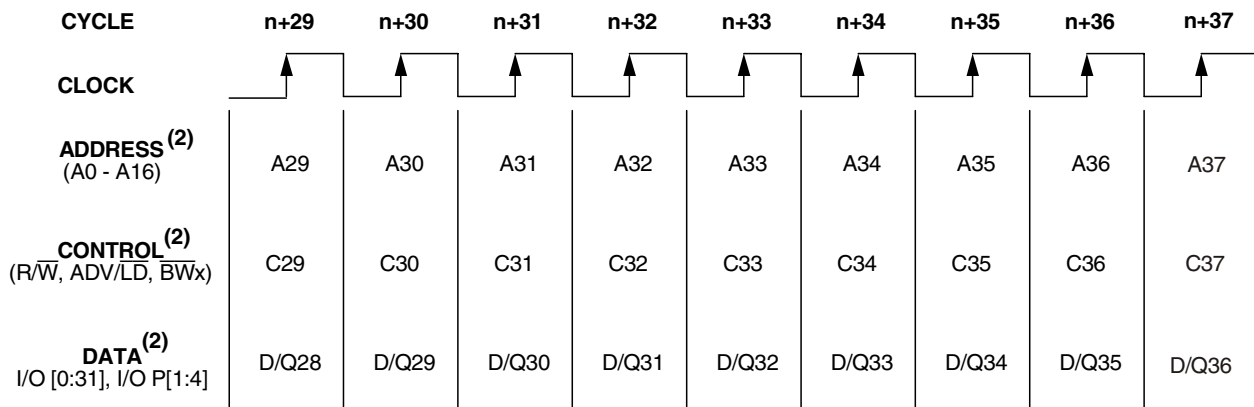 CYCLE n+29 n+30 n+31 n+32 n+33 n+34 n+35 n+36 n+37
CLOCK
ADDRESS(2)
(A0 - A16) A29 A30 A31 A32 A33 A34 A35 A36 A37
CONTROL(2)
(R/W̅, ADV/L̅D̅, B̅W̅x) C29 C30 C31 C32 C33 C34 C35 C36 C37
DATA(2)
I/O [0:31], I/O P[1:4] D/Q28 D/Q29 D/Q30 D/Q31 D/Q32 D/Q33 D/Q34 D/Q35 D/Q36